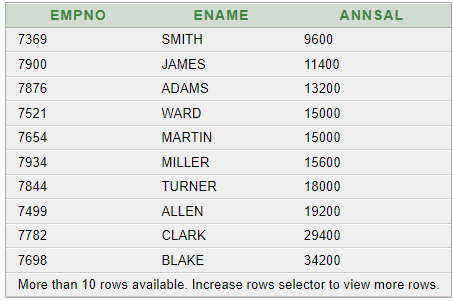 EMPNO ENAME ANNSAL
7369 SMITH 9600
7900 JAMES 11400
7876 ADAMS 13200
7521 WARD 15000
7654 MARTIN 15000
7934 MILLER 15600
7844 TURNER 18000
7499 ALLEN 19200
7782 CLARK 29400
7698 BLAKE 34200
More than 10 rows available. Increase rows selector to view more rows.